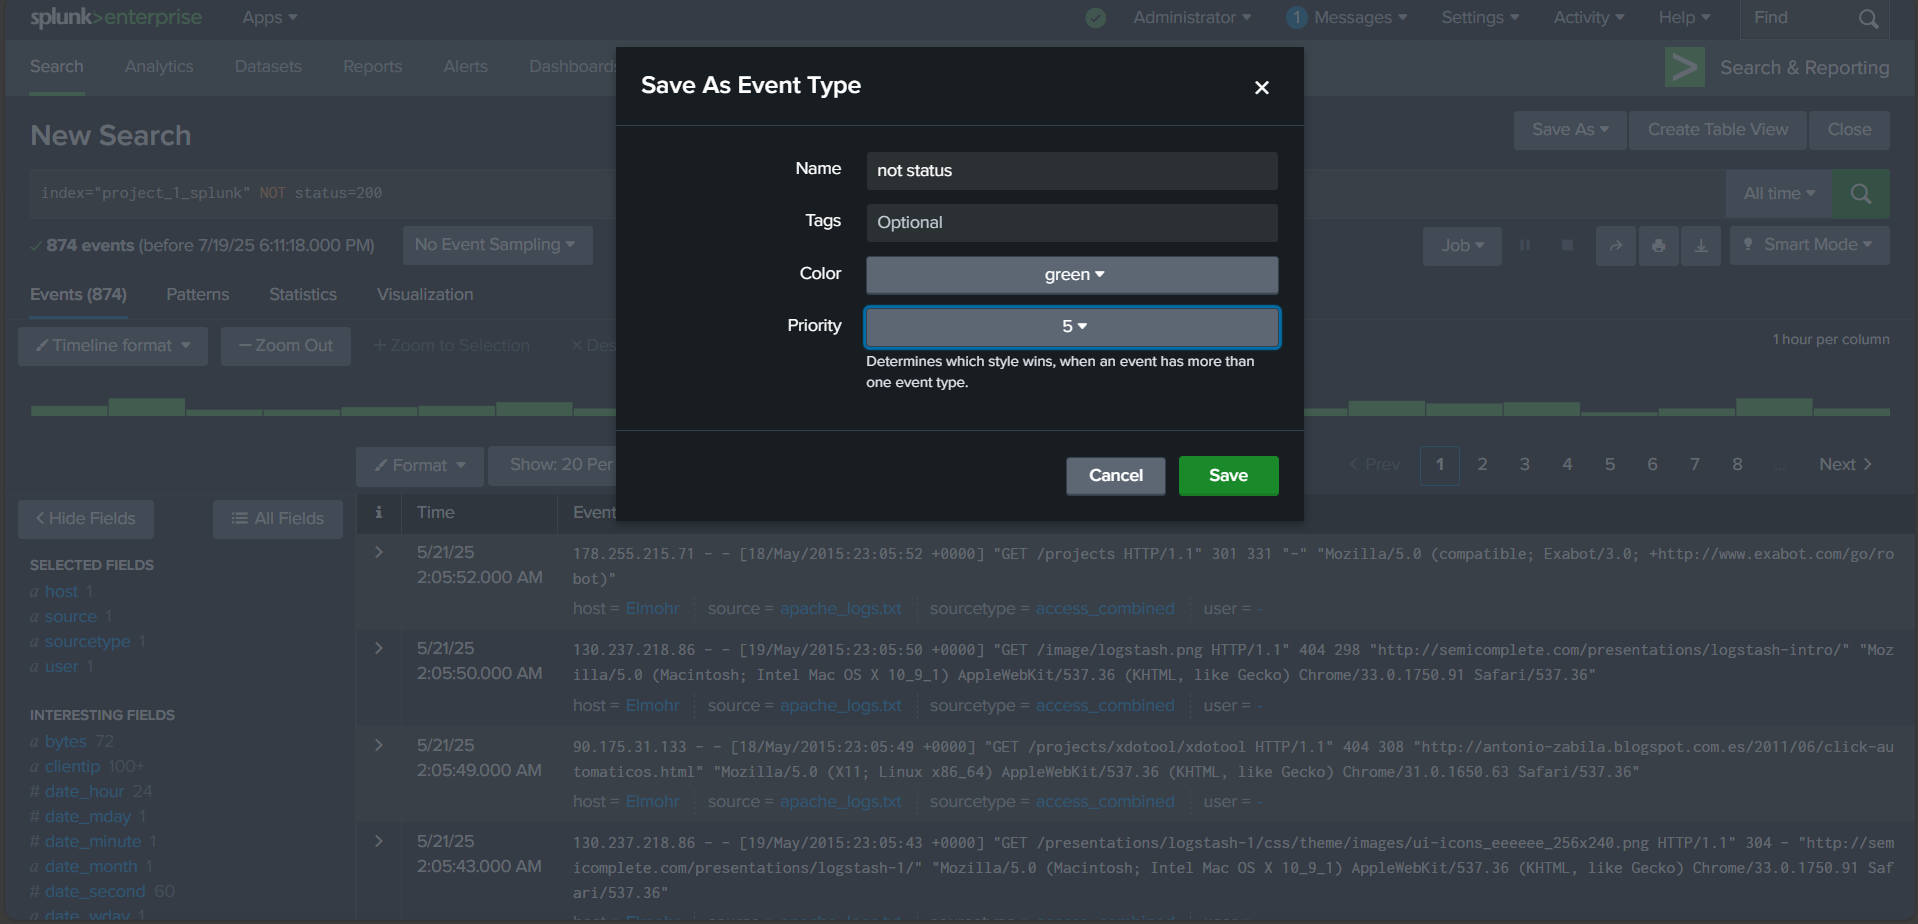 splunk>enterprise Apps Administrator 1 Messages Settings Activity Help Find
Search Analytics Datasets Reports Alerts Dashboards Search & Reporting
Save As Event Type
New Search
Save As Create Table View Close
Name not status
index="project_1_splunk" NOT status=200
All time
Tags Optional
874 events (before 7/19/25 6:11:18.000 PM) No Event Sampling
Job Smart Mode
Color green
Events (874) Patterns Statistics Visualization
Priority 5
Timeline format — Zoom Out + Zoom to Selection × Des
1 hour per column
Determines which style wins, when an event has more than
one event type.
Format Show: 20 Per
< Prev 1 2 3 4 5 6 7 8 ... Next >
Cancel Save
< Hide Fields All Fields
i Time Event
SELECTED FIELDS
a host 1
a source 1
a sourcetype 1
a user 1
INTERESTING FIELDS
a bytes 72
a clientip 100+
# date_hour 24
# date_mday 1
# date_minute 1
a date_month 1
# date_second 60
a date_wday 1
> 5/21/25
2:05:52.000 AM
178.255.215.71 - - [18/May/2015:23:05:52 +0000] "GET /projects HTTP/1.1" 301 331 "-" "Mozilla/5.0 (compatible; Exabot/3.0; +http://www.exabot.com/go/ro
bot)"
host = Elmohr source = apache_logs.txt sourcetype = access_combined user = -
> 5/21/25
2:05:50.000 AM
130.237.218.86 - - [19/May/2015:23:05:50 +0000] "GET /image/logstash.png HTTP/1.1" 404 298 "http://semicomplete.com/presentations/logstash-intro/" "Moz
illa/5.0 (Macintosh; Intel Mac OS X 10_9_1) AppleWebKit/537.36 (KHTML, like Gecko) Chrome/33.0.1750.91 Safari/537.36"
host = Elmohr source = apache_logs.txt sourcetype = access_combined user = -
> 5/21/25
2:05:49.000 AM
90.175.31.133 - - [18/May/2015:23:05:49 +0000] "GET /projects/xdotool/xdotool HTTP/1.1" 404 308 "http://antonio-zabila.blogspot.com.es/2011/06/click-au
tomaticos.html" "Mozilla/5.0 (X11; Linux x86_64) AppleWebKit/537.36 (KHTML, like Gecko) Chrome/31.0.1650.63 Safari/537.36"
host = Elmohr source = apache_logs.txt sourcetype = access_combined user = -
> 5/21/25
2:05:43.000 AM
130.237.218.86 - - [19/May/2015:23:05:43 +0000] "GET /presentations/logstash-1/css/theme/images/ui-icons_eeeeee_256x240.png HTTP/1.1" 304 - "http://sem
icomplete.com/presentations/logstash-1/" "Mozilla/5.0 (Macintosh; Intel Mac OS X 10_9_1) AppleWebKit/537.36 (KHTML, like Gecko) Chrome/33.0.1750.91 Saf
ari/537.36"